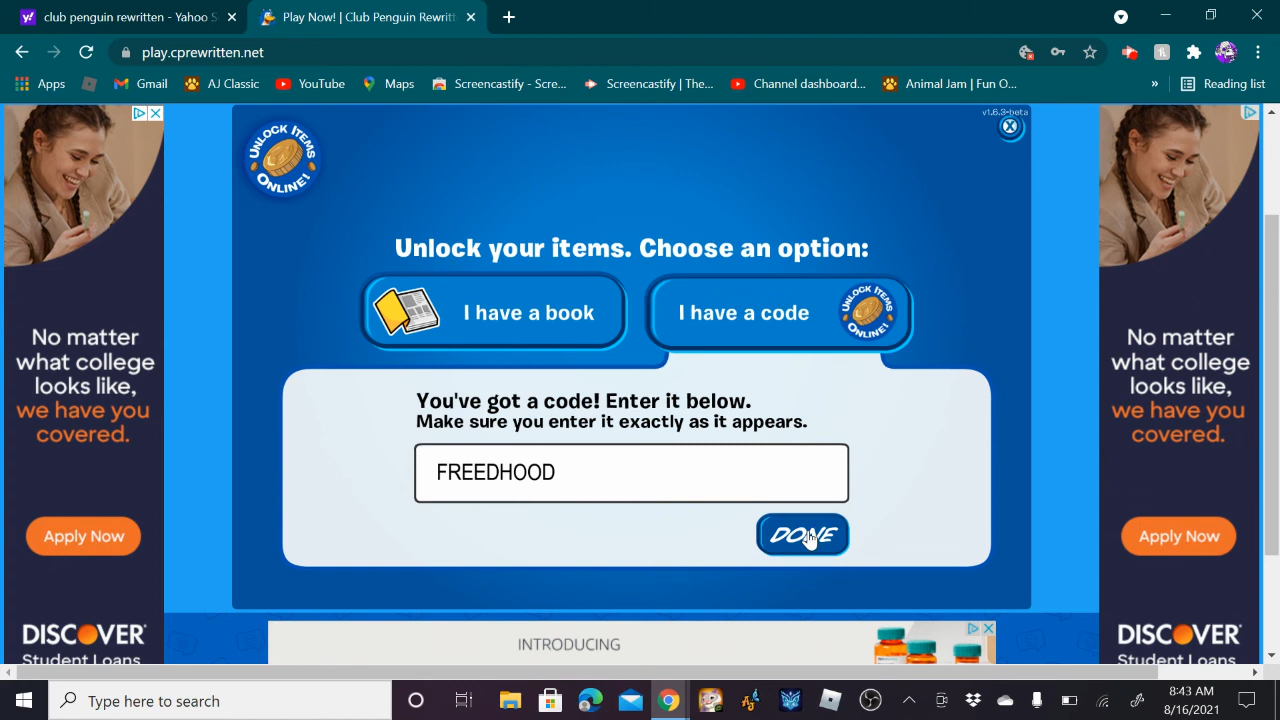 club penguin rewritten - Yahoo S
Play Now! | Club Penguin Rewritt
play.cprewritten.net
Apps
Gmail
AJ Classic
YouTube
Maps
Screencastify - Scre...
Screencastify | The...
Channel dashboard...
Animal Jam | Fun O...
»
Reading list
v1.6.3-beta
UNLOCK ITEMS ONLINE!
Unlock your items. Choose an option:
I have a book
I have a code
UNLOCK ITEMS ONLINE!
You've got a code! Enter it below.
Make sure you enter it exactly as it appears.
FREEDHOOD
DONE
No matter
what college
looks like,
we have you
covered.
Apply Now
DISCOVER
Student Loans
No matter
what college
looks like,
we have you
covered.
Apply Now
DISCOVER
Student Loans
INTRODUCING
Type here to search
8:43 AM
8/16/2021